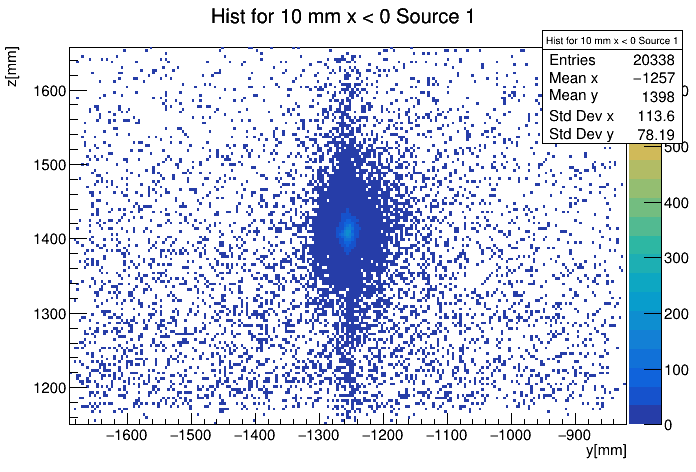 Hist for 10 mm x < 0 Source 1
Hist for 10 mm x < 0 Source 1
Entries 20338
Mean x −1257
Mean y 1398
Std Dev x 113.6
Std Dev y 78.19
z[mm]
1600
1500
1400
1300
1200
0
500
400
300
200
100
0
−1600 −1500 −1400 −1300 −1200 −1100 −1000 −900
y[mm]